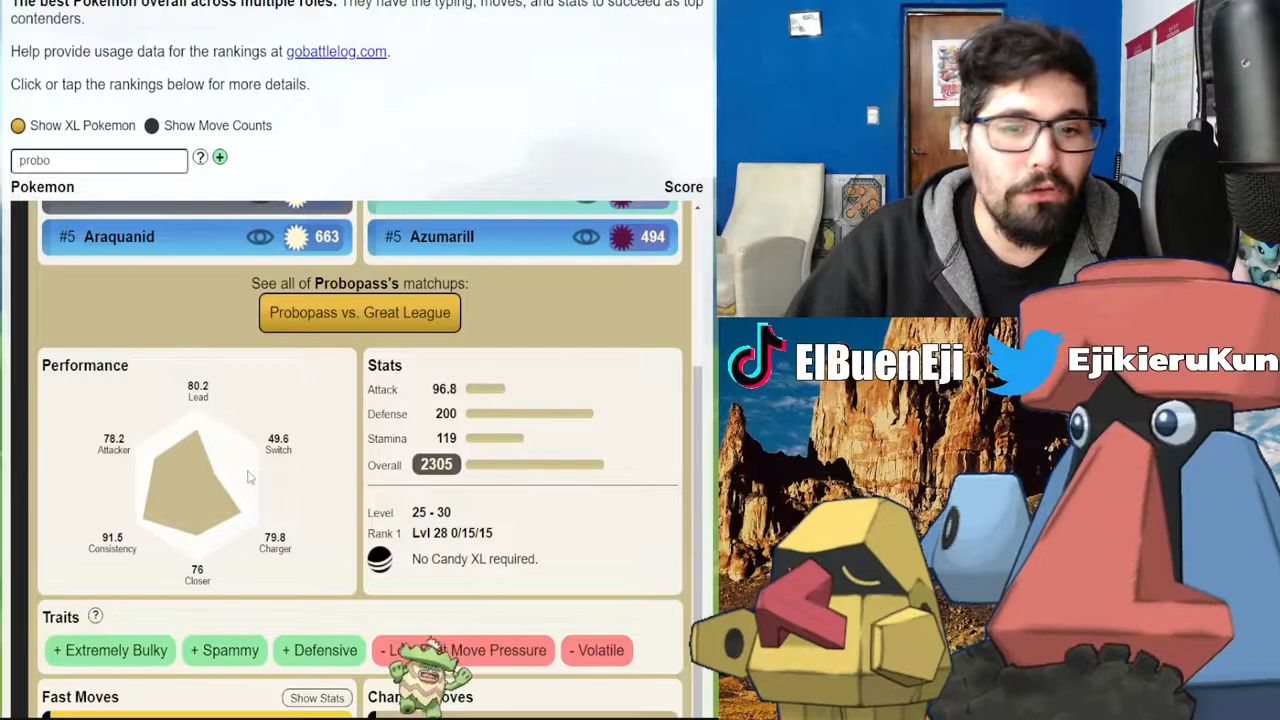 The best Pokemon overall across multiple roles. They have the typing, moves, and stats to succeed as top
contenders.
Help provide usage data for the rankings at gobattlelog.com.
Click or tap the rankings below for more details.
Show XL Pokemon Show Move Counts
probo ? +
Pokemon Score
#5 Araquanid 663 #5 Azumarill 494
See all of Probopass's matchups:
Probopass vs. Great League
Performance
80.2
Lead
49.6
Switch
79.8
Charger
76
Closer
91.5
Consistency
78.2
Attacker
Stats
Attack 96.8
Defense 200
Stamina 119
Overall 2305
Level 25 - 30
Rank 1 Lvl 28 0/15/15
No Candy XL required.
Traits ?
+ Extremely Bulky + Spammy + Defensive Move Pressure - Volatile
Fast Moves Show Stats
ElBuenEji EjikieruKun